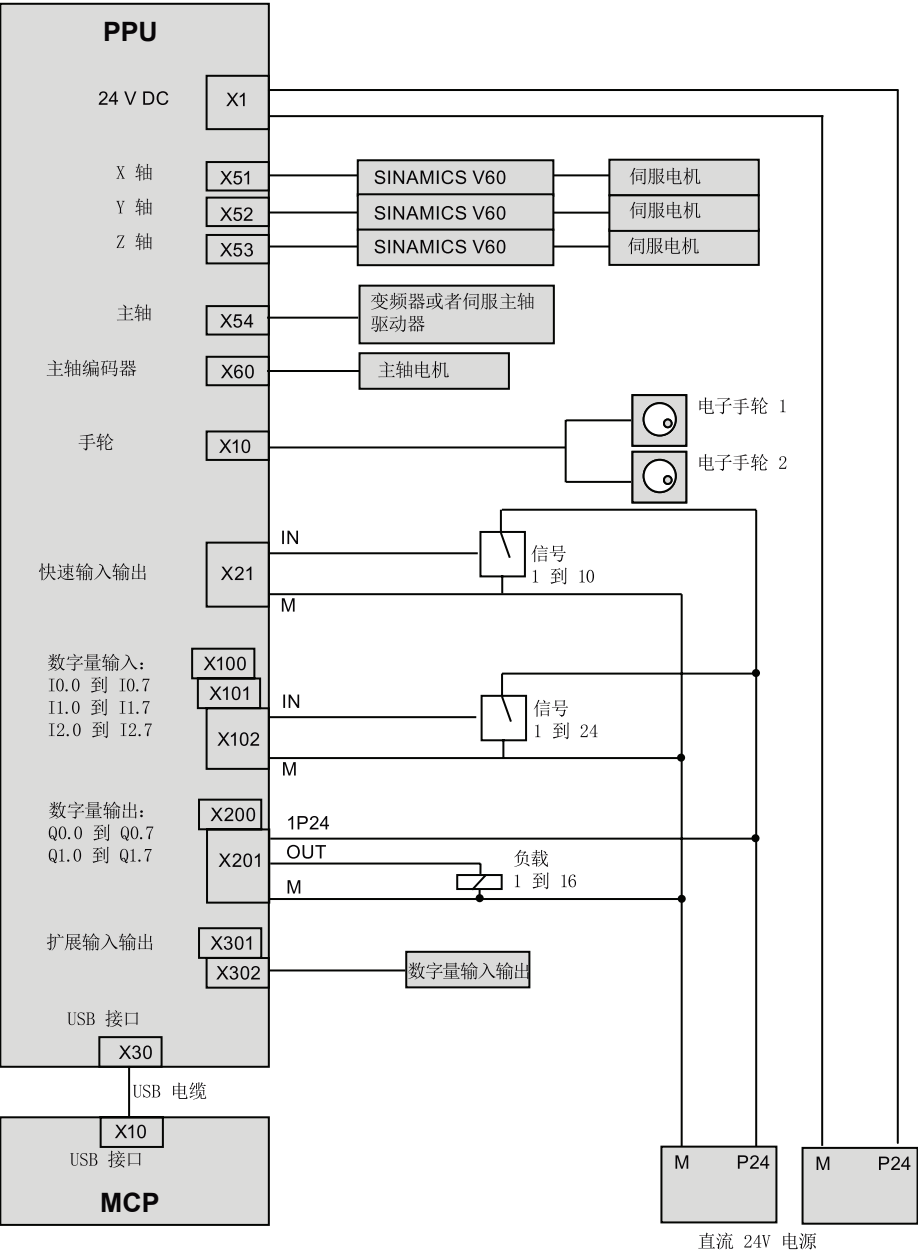 PPU
24 V DC
X1
X 轴
X51
SINAMICS V60
伺服电机
Y 轴
X52
SINAMICS V60
伺服电机
Z 轴
X53
SINAMICS V60
伺服电机
主轴
X54
变频器或者伺服主轴
驱动器
主轴编码器
X60
主轴电机
手轮
X10
电子手轮 1
电子手轮 2
快速输入输出
X21
IN
M
信号
1 到 10
数字量输入:
I0.0 到 I0.7
I1.0 到 I1.7
I2.0 到 I2.7
X100
X101
X102
IN
M
信号
1 到 24
数字量输出:
Q0.0 到 Q0.7
Q1.0 到 Q1.7
X200
X201
1P24
OUT
M
负载
1 到 16
扩展输入输出
X301
X302
数字量输入输出
USB 接口
X30
USB 电缆
X10
USB 接口
MCP
M
P24
M
P24
直流 24V 电源